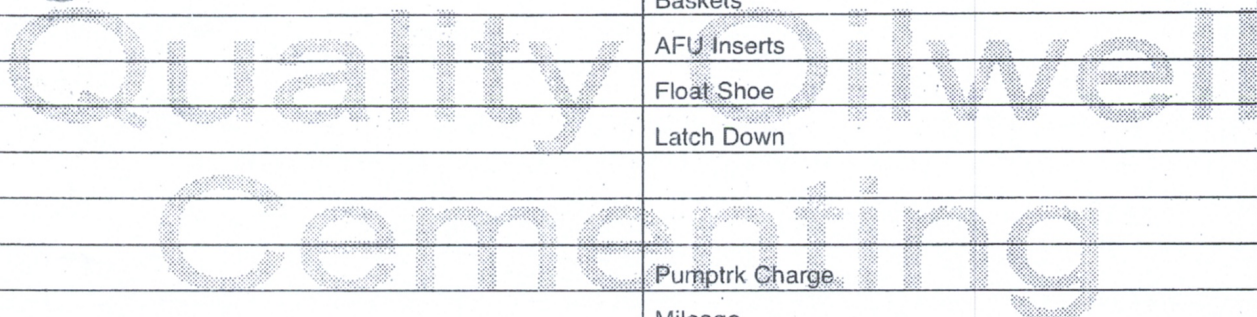 Baskets
Quality Oilwell
AFU Inserts
Float Shoe
Latch Down
Cementing
Pumptrk Charge
Mileage